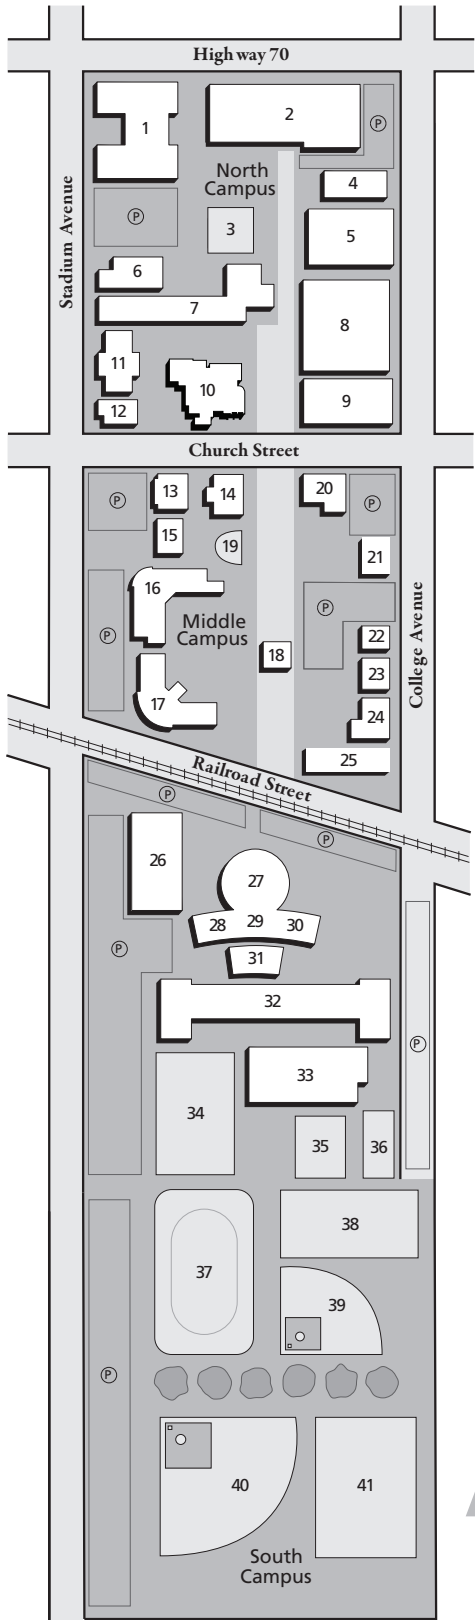 Highway 70
1
2
P
North
Campus
4
Stadium Avenue
P
3
5
6
7
8
11
10
9
12
Church Street
P
13
14
20
P
15
19
21
16
P
P
Middle
Campus
22
College Avenue
18
23
17
24
25
Railroad Street
P
P
26
27
28
29
30
P
31
32
P
33
34
35
36
38
37
39
P
40
41
South
Campus